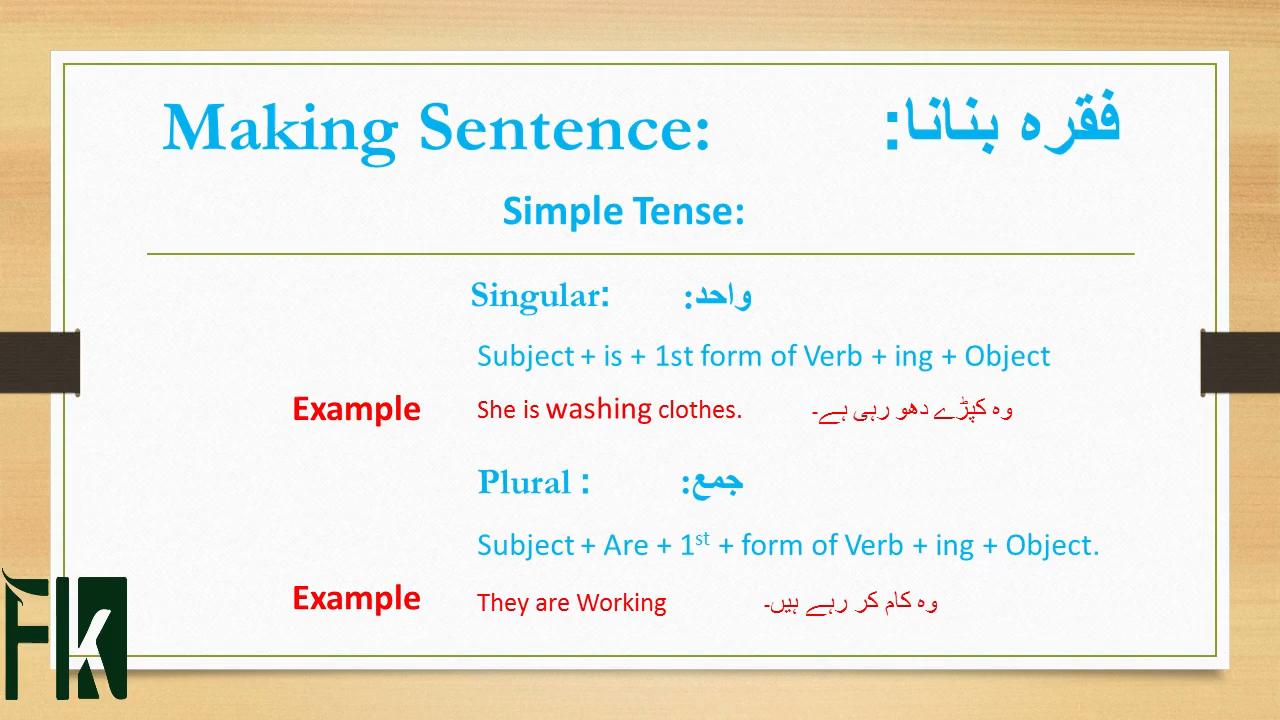 Making Sentence: فقرہ بنانا:
Simple Tense:
Singular: واحد:
Subject + is + 1st form of Verb + ing + Object
Example She is washing clothes. وہ کپڑے دھو رہی ہے۔
Plural : جمع:
Subject + Are + 1st + form of Verb + ing + Object.
Example They are Working وہ کام کر رہے ہیں۔
FK